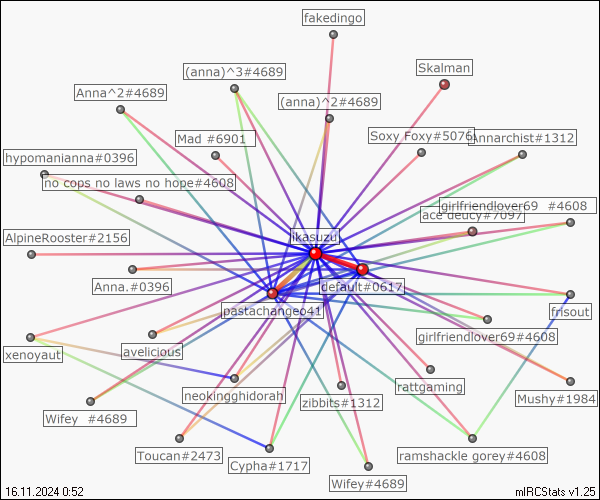 fakedingo
Skalman
(anna)^3#4689
Anna^2#4689
(anna)^2#4689
Mad #6901
Soxy Foxy#5076
Annarchist#1312
hypomanianna#0396
no cops no laws no hope#4608
girlfriendlover69 #4608
ace deucy#7097
ikasuzu
AlpineRooster#2156
Anna.#0396
default#0617
pastachangeo41
frisout
girlfriendlover69#4608
avelicious
xenoyaut
rattgaming
neokingghidorah
zibbits#1312
Mushy#1984
Wifey #4689
Toucan#2473
Cypha#1717
ramshackle gorey#4608
Wifey#4689
16.11.2024 0:52
mIRCStats v1.25